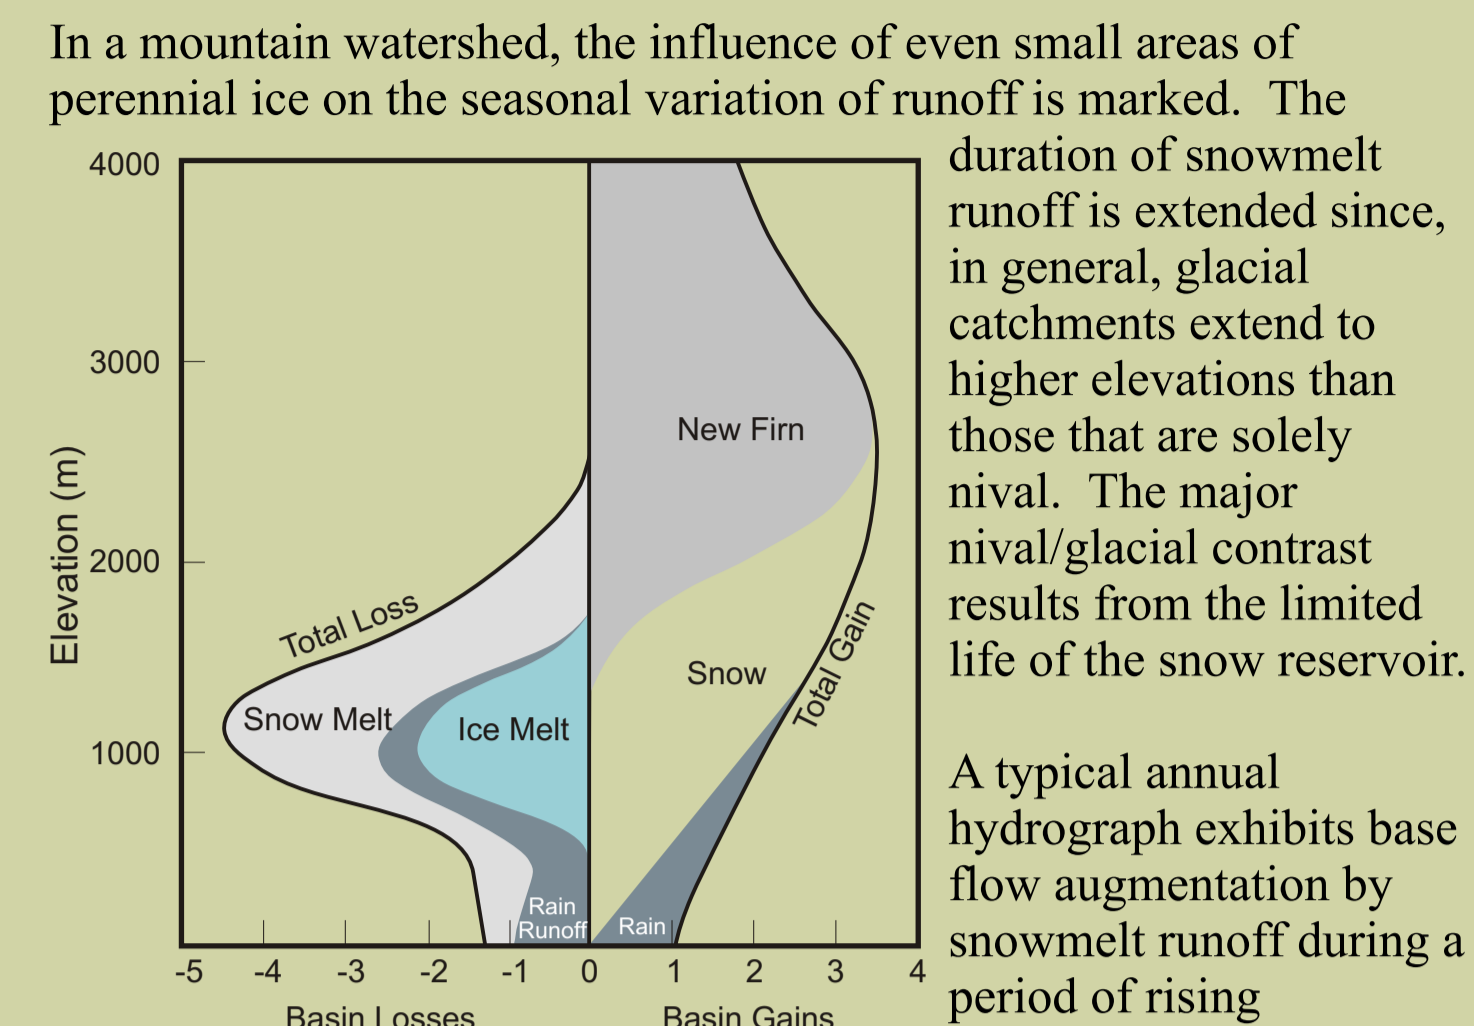 In a mountain watershed, the influence of even small areas of
perennial ice on the seasonal variation of runoff is marked.  The
duration of snowmelt
runoff is extended since,
in general, glacial
catchments extend to
higher elevations than
those that are solely
nival.  The major
nival/glacial contrast
results from the limited
life of the snow reservoir.
A typical annual
hydrograph exhibits base
flow augmentation by
snowmelt runoff during a
period of rising
4000
3000
2000
1000
Elevation (m)
New Firn
Total Loss
Snow
Total Gain
Snow Melt
Ice Melt
Rain
Runoff
Rain
-5 -4 -3 -2 -1 0 1 2 3 4
Basin Losses Basin Gains